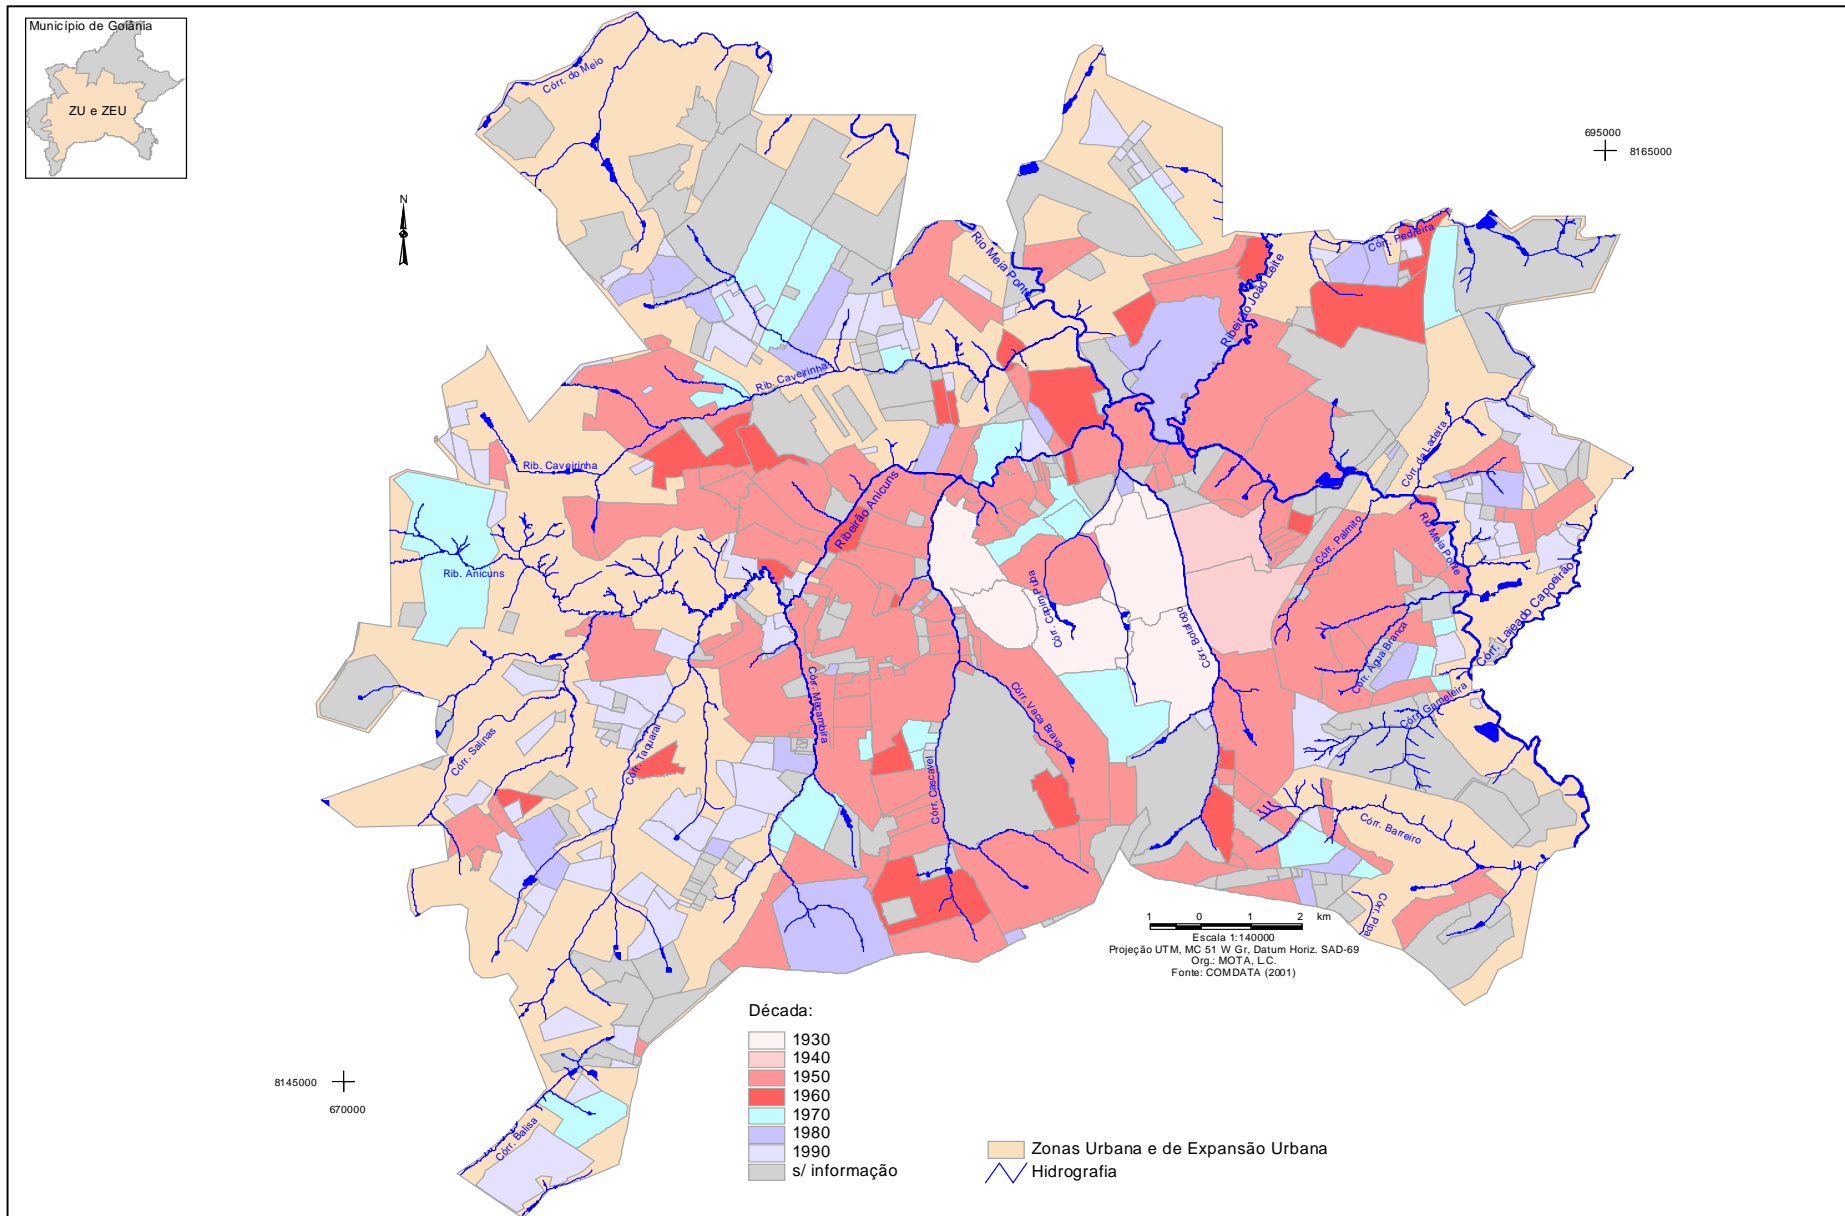 Município de Goiânia
ZU e ZEU
N
695000
8165000
Córr. do Meio
Rio Meia Ponte
Ribeirão João Leite
Córr. Pedreira
Rib. Caveirinha
Rib. Caveirinha
Ribeirão Anicuns
Rib. Anicuns
Córr. da Ladeira
Córr. Palmito
Rio Meia Ponte
Córr. Lajeado Capoeirão
Córr. Capim Puba
Córr. Botafogo
Córr. Água Branca
Córr. Gameleira
Córr. Macambira
Córr. Vaca Brava
Córr. Cascavel
Córr. Taquaral
Córr. Salinas
Córr. Barreiro
Córr. Pipa
Córr. Balisa
1 0 1 2 km
Escala 1:140000
Projeção UTM, MC 51 W Gr, Datum Horiz. SAD-69
Org.: MOTA, L.C.
Fonte: COMDATA (2001)
8145000
670000
Década:
1930
1940
1950
1960
1970
1980
1990
s/ informação
Zonas Urbana e de Expansão Urbana
Hidrografia